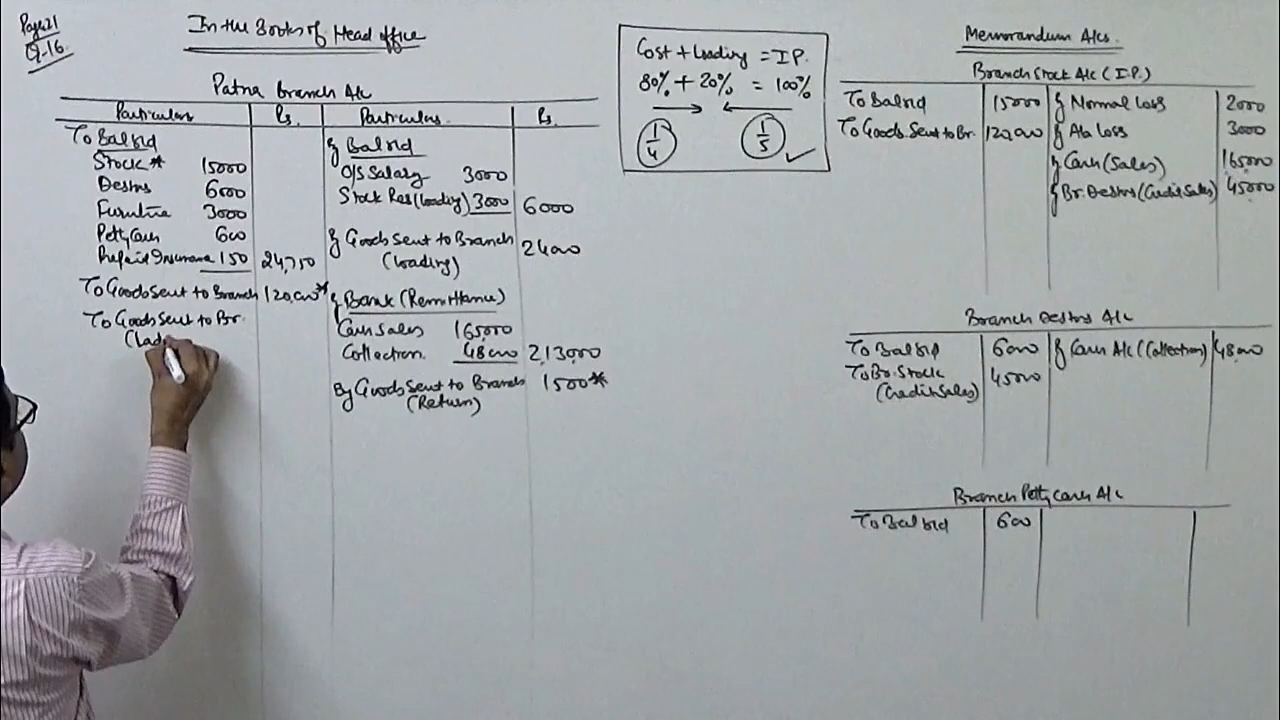 Page 21
Q-16.
In the Books of Head office
Patna Branch A/c
Particulars Rs. Particulars. Rs.
To Bal b/d
Stock* 15000
Debtors 6000
Furniture 3000
Petty Cash 600
Prepaid Insurance 150 24,750
To Goods Sent to Branch 120,000*
To Goods Sent to Br.
(Load
By Bal b/d
O/S Salary 3000
Stock Res (loading) 3000 6000
By Goods Sent to Branch 24000
(loading)
By Bank (Remittance)
Cash Sales 165,000
Collection. 48000 213000
By Goods Sent to Branch 1500*
(Return)
Cost + Loading = I.P.
80% + 20% = 100%
1/4 1/5
Memorandum A/cs.
Branch Stock A/c (I.P.)
To Bal b/d 15000 By Normal Loss 2000
To Goods Sent to Br. 120,000 By Ab Loss 3000
By Cash (Sales) 165000
By Br. Debtors (Credit Sales) 45000
Branch Debtors A/c
To Bal b/d 6000 By Cash A/c (Collection) 48000
To Br. Stock 45000
(Credit Sales)
Branch Petty Cash A/c
To Bal b/d 600